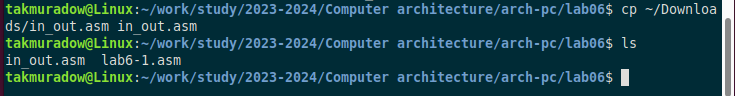 takmuradow@Linux:~/work/study/2023-2024/Computer architecture/arch-pc/lab06$ cp ~/Downloa
ds/in_out.asm in_out.asm
takmuradow@Linux:~/work/study/2023-2024/Computer architecture/arch-pc/lab06$ ls
in_out.asm  lab6-1.asm
takmuradow@Linux:~/work/study/2023-2024/Computer architecture/arch-pc/lab06$